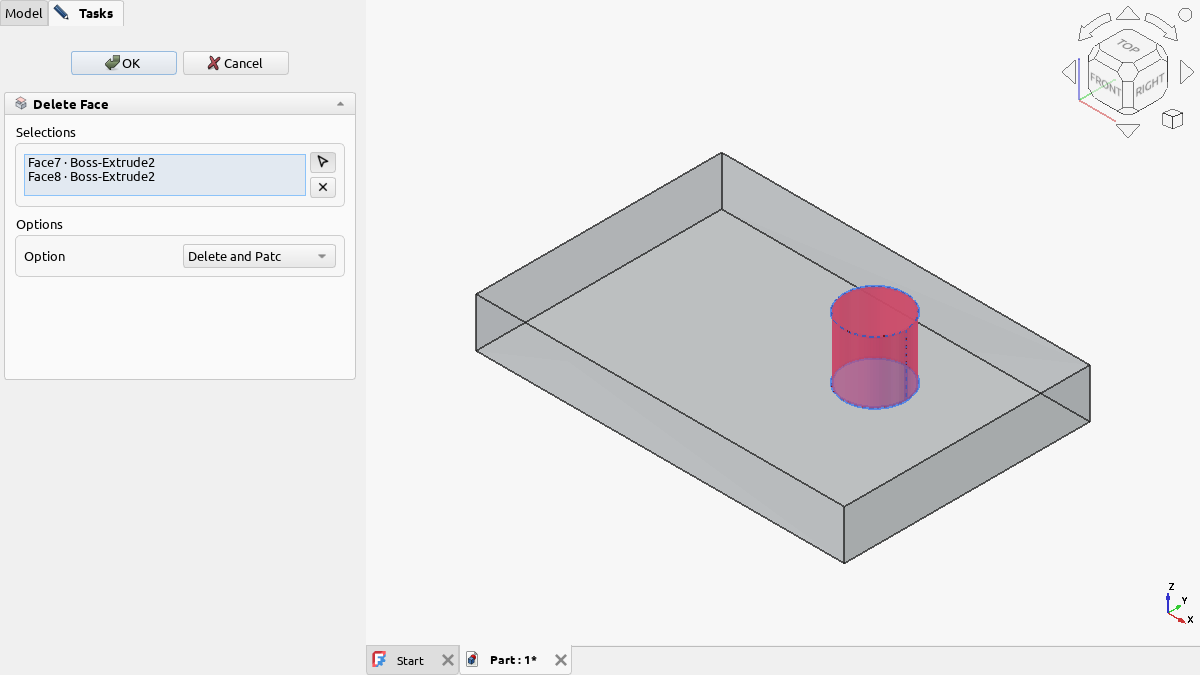 Model
Tasks
OK
Cancel
Delete Face
Selections
Face7 · Boss-Extrude2
Face8 · Boss-Extrude2
Options
Option
Delete and Patc
TOP
FRONT
RIGHT
Z
Y
X
Start
Part : 1*